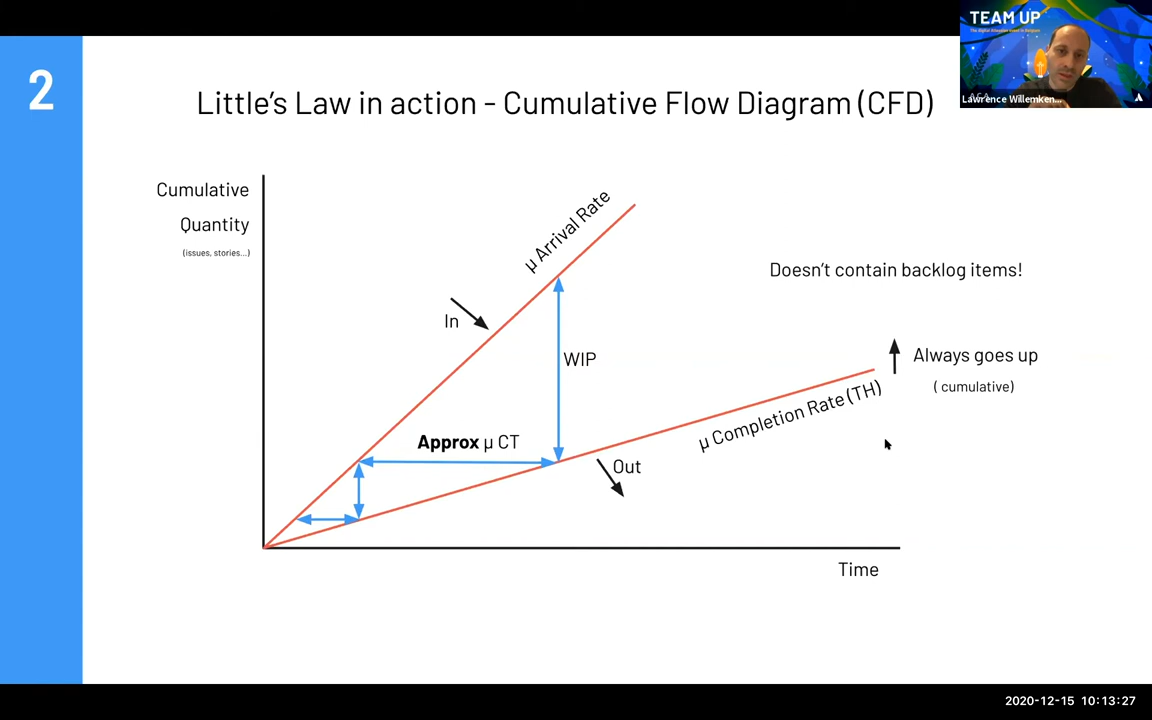 2
Little's Law in action - Cumulative Flow Diagram (CFD)
TEAM UP
Lawrence Willemken...
Cumulative
Quantity
(issues, stories...)
µ Arrival Rate
In
WIP
Approx µ CT
Out
µ Completion Rate (TH)
Doesn't contain backlog items!
Always goes up
( cumulative)
Time
2020-12-15 10:13:27